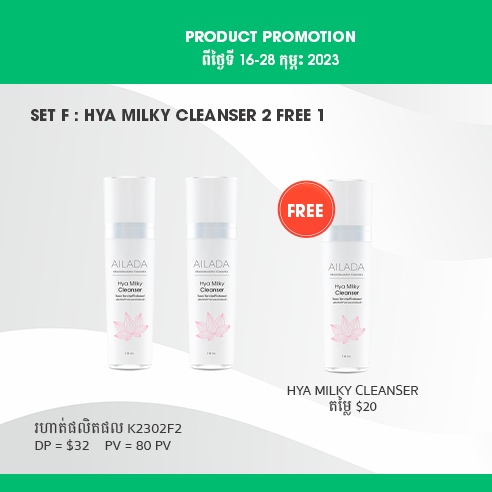 PRODUCT PROMOTION
ពីថ្ងៃទី 16-28 កុម្ភៈ 2023
SET F : HYA MILKY CLEANSER 2 FREE 1
FREE
AILADA
Hya Milky
Cleanser
AILADA
Hya Milky
Cleanser
AILADA
Hya Milky
Cleanser
HYA MILKY CLEANSER
តម្លៃ $20
រហាត់ផលិតផល K2302F2
DP = $32 PV = 80 PV